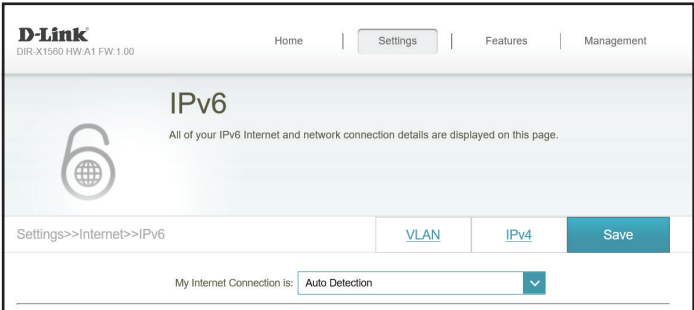 D-Link
DIR-X1560 HW:A1 FW:1.00
Home Settings Features Management
IPv6
All of your IPv6 Internet and network connection details are displayed on this page.
Settings>>Internet>>IPv6 VLAN IPv4 Save
My Internet Connection is: Auto Detection